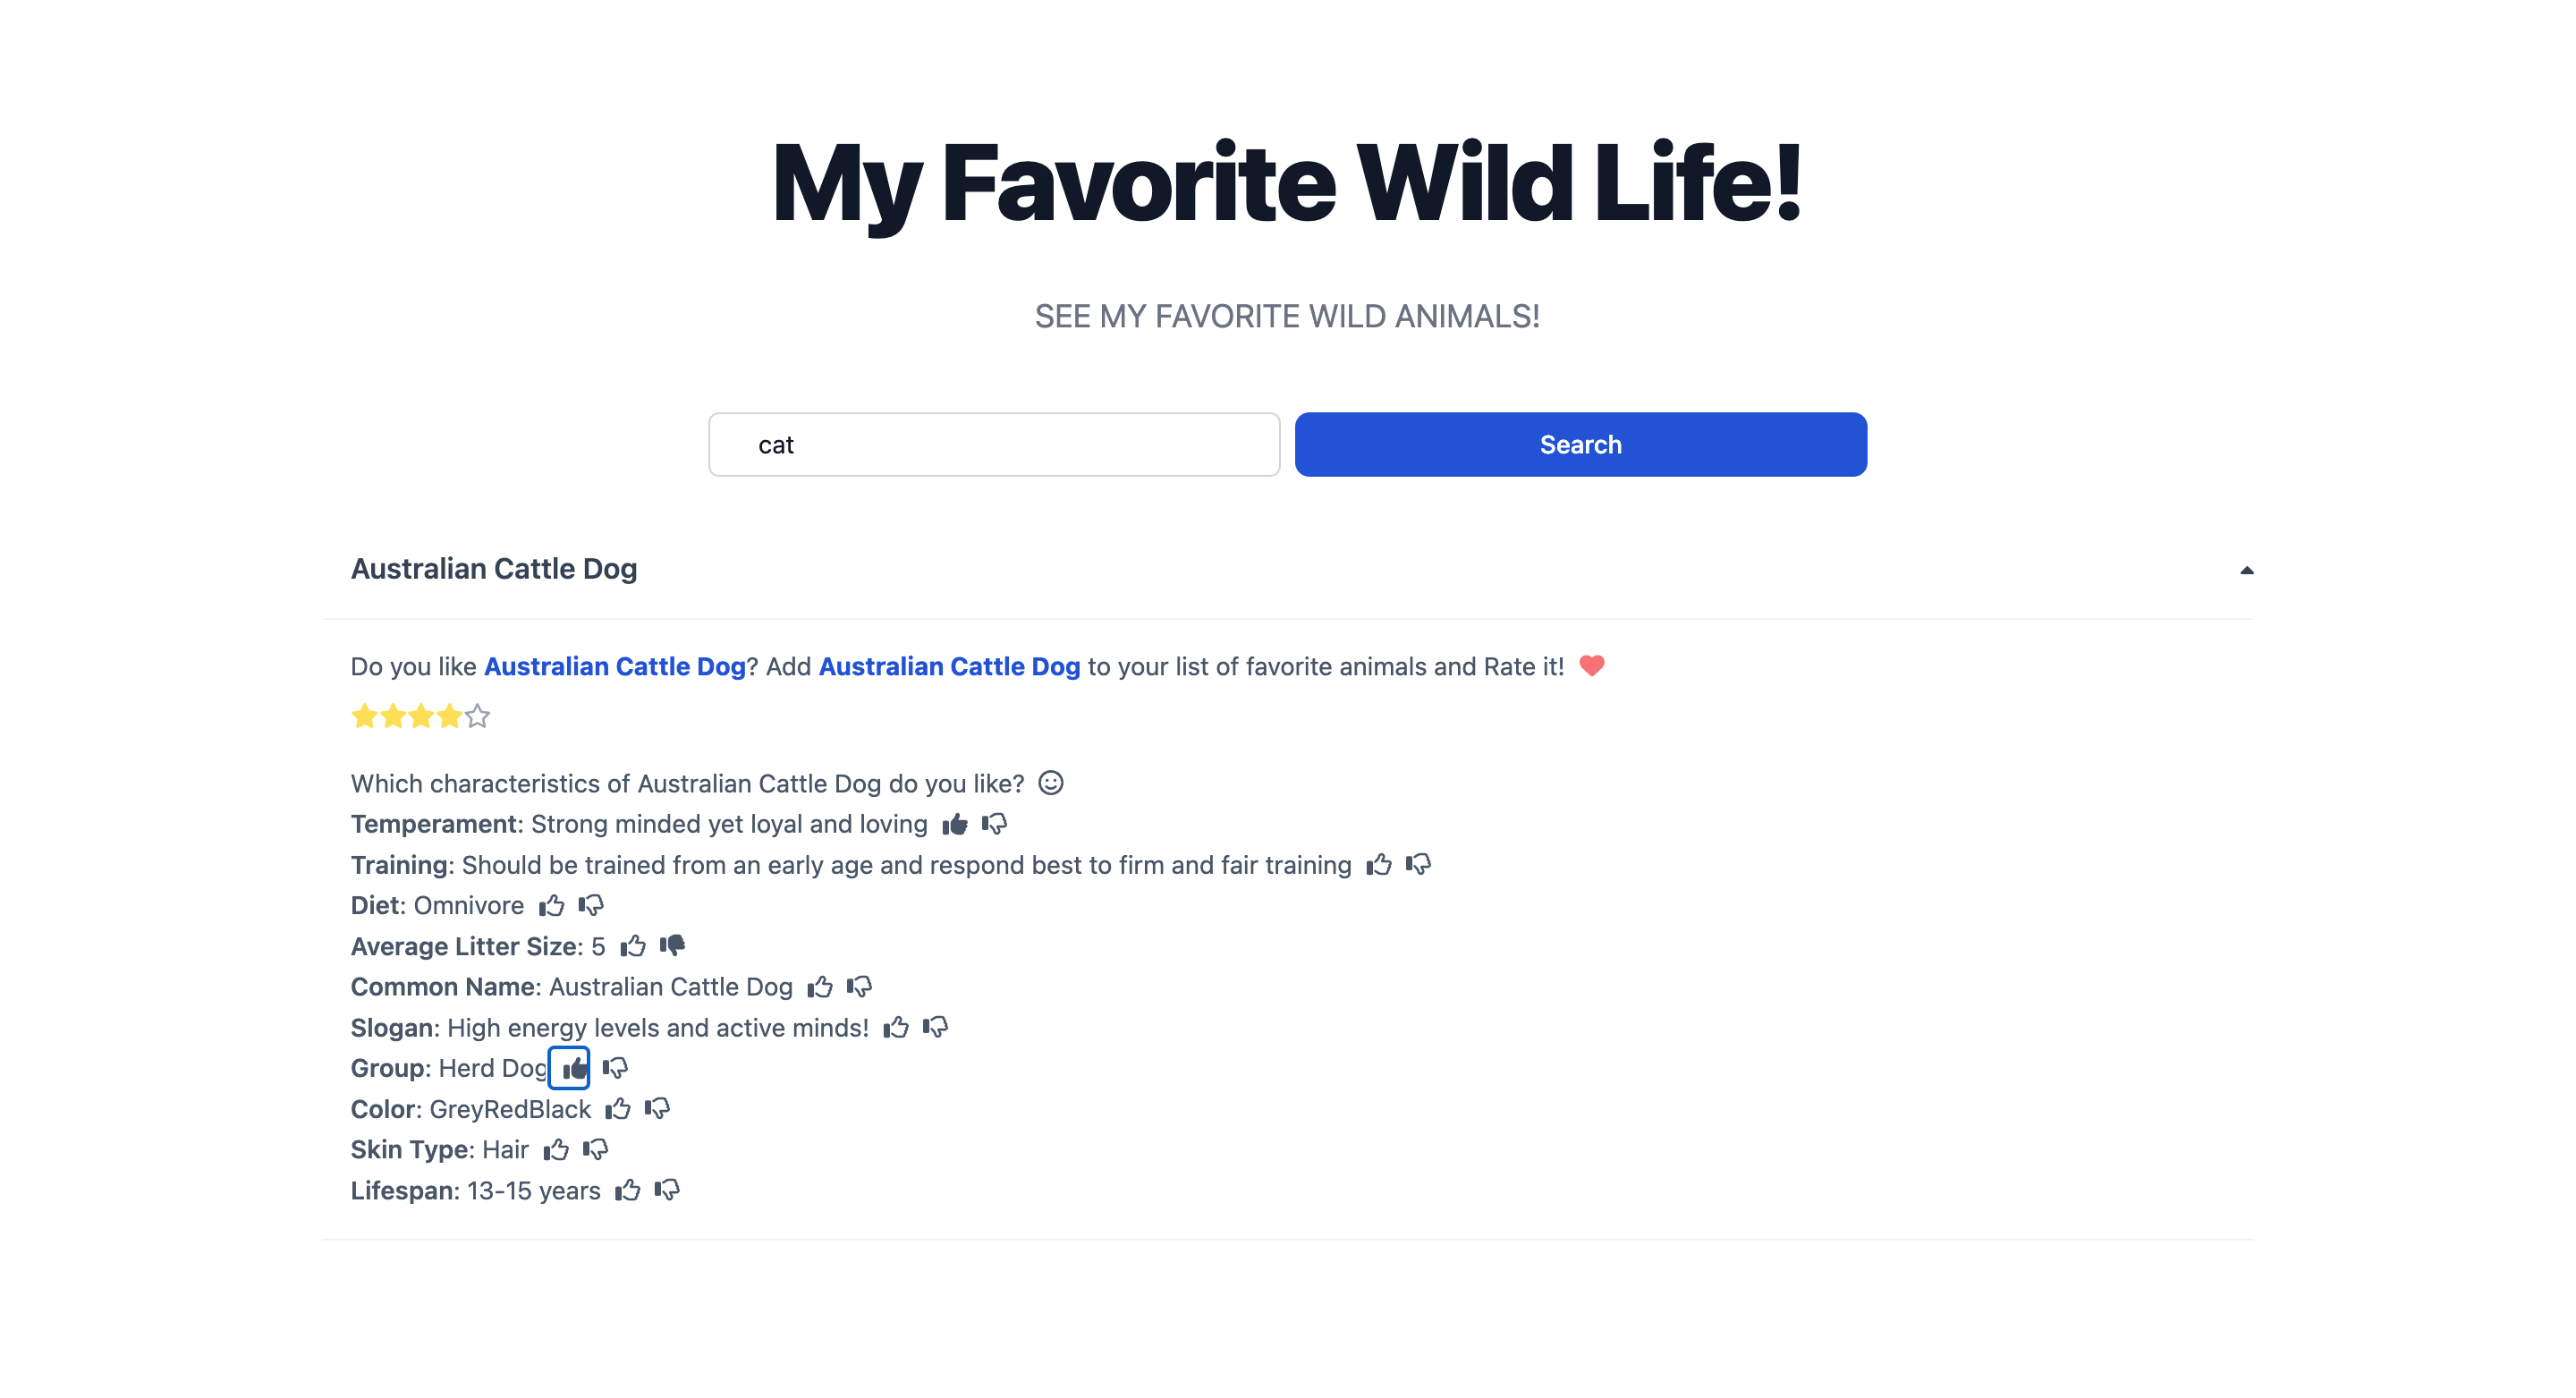 My Favorite Wild Life!
SEE MY FAVORITE WILD ANIMALS!
cat
Search
Australian Cattle Dog
Do you like Australian Cattle Dog? Add Australian Cattle Dog to your list of favorite animals and Rate it!
Which characteristics of Australian Cattle Dog do you like?
Temperament: Strong minded yet loyal and loving
Training: Should be trained from an early age and respond best to firm and fair training
Diet: Omnivore
Average Litter Size: 5
Common Name: Australian Cattle Dog
Slogan: High energy levels and active minds!
Group: Herd Dog
Color: GreyRedBlack
Skin Type: Hair
Lifespan: 13-15 years